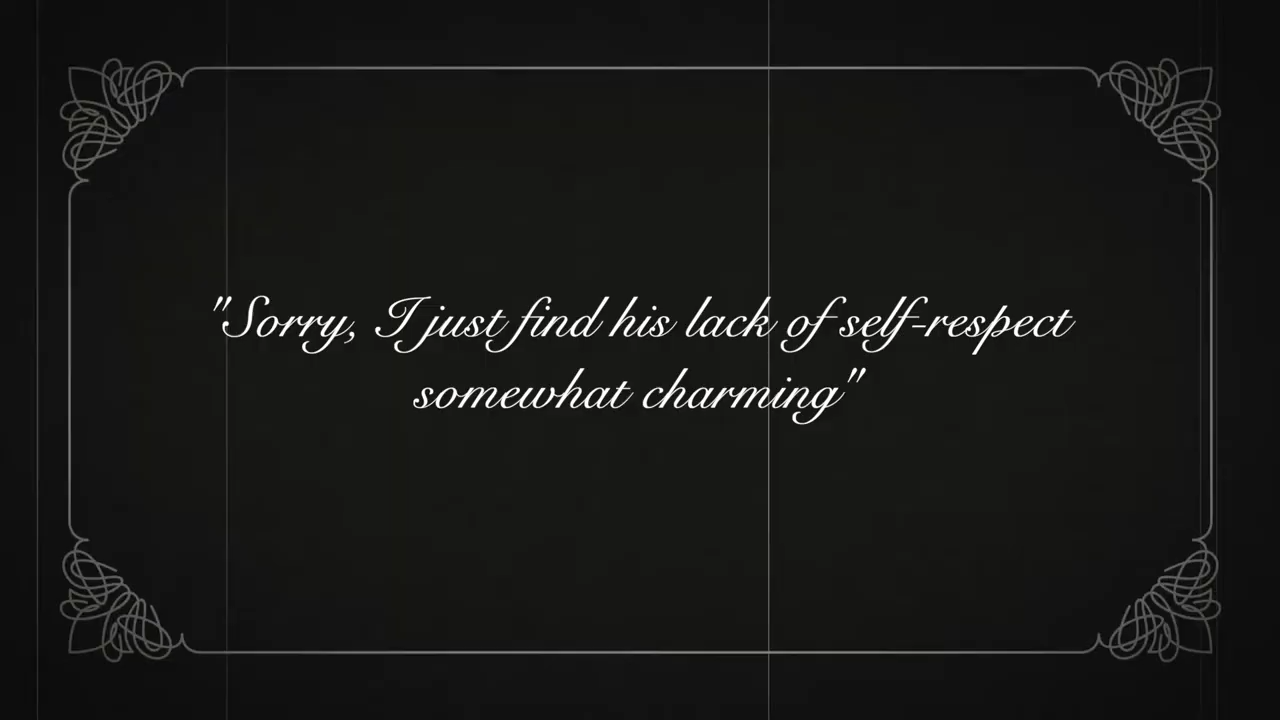 "Sorry, I just find his lack of self-respect
somewhat charming"